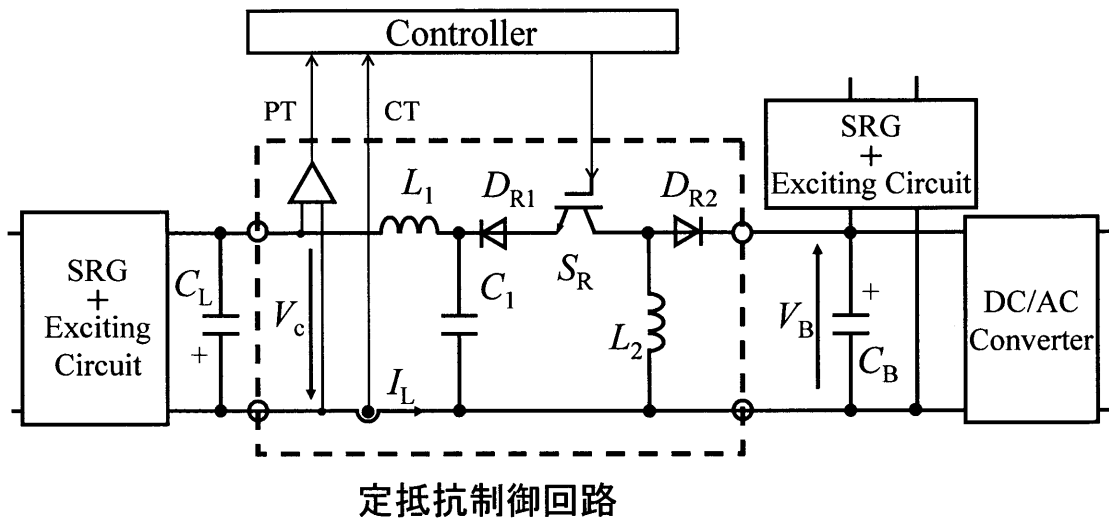 Controller
PT
CT
SRG
+
Exciting Circuit
L1
DR1
DR2
SRG
+
Exciting
Circuit
CL
+
Vc
C1
SR
L2
VB
+
CB
DC/AC
Converter
IL
定抵抗制御回路